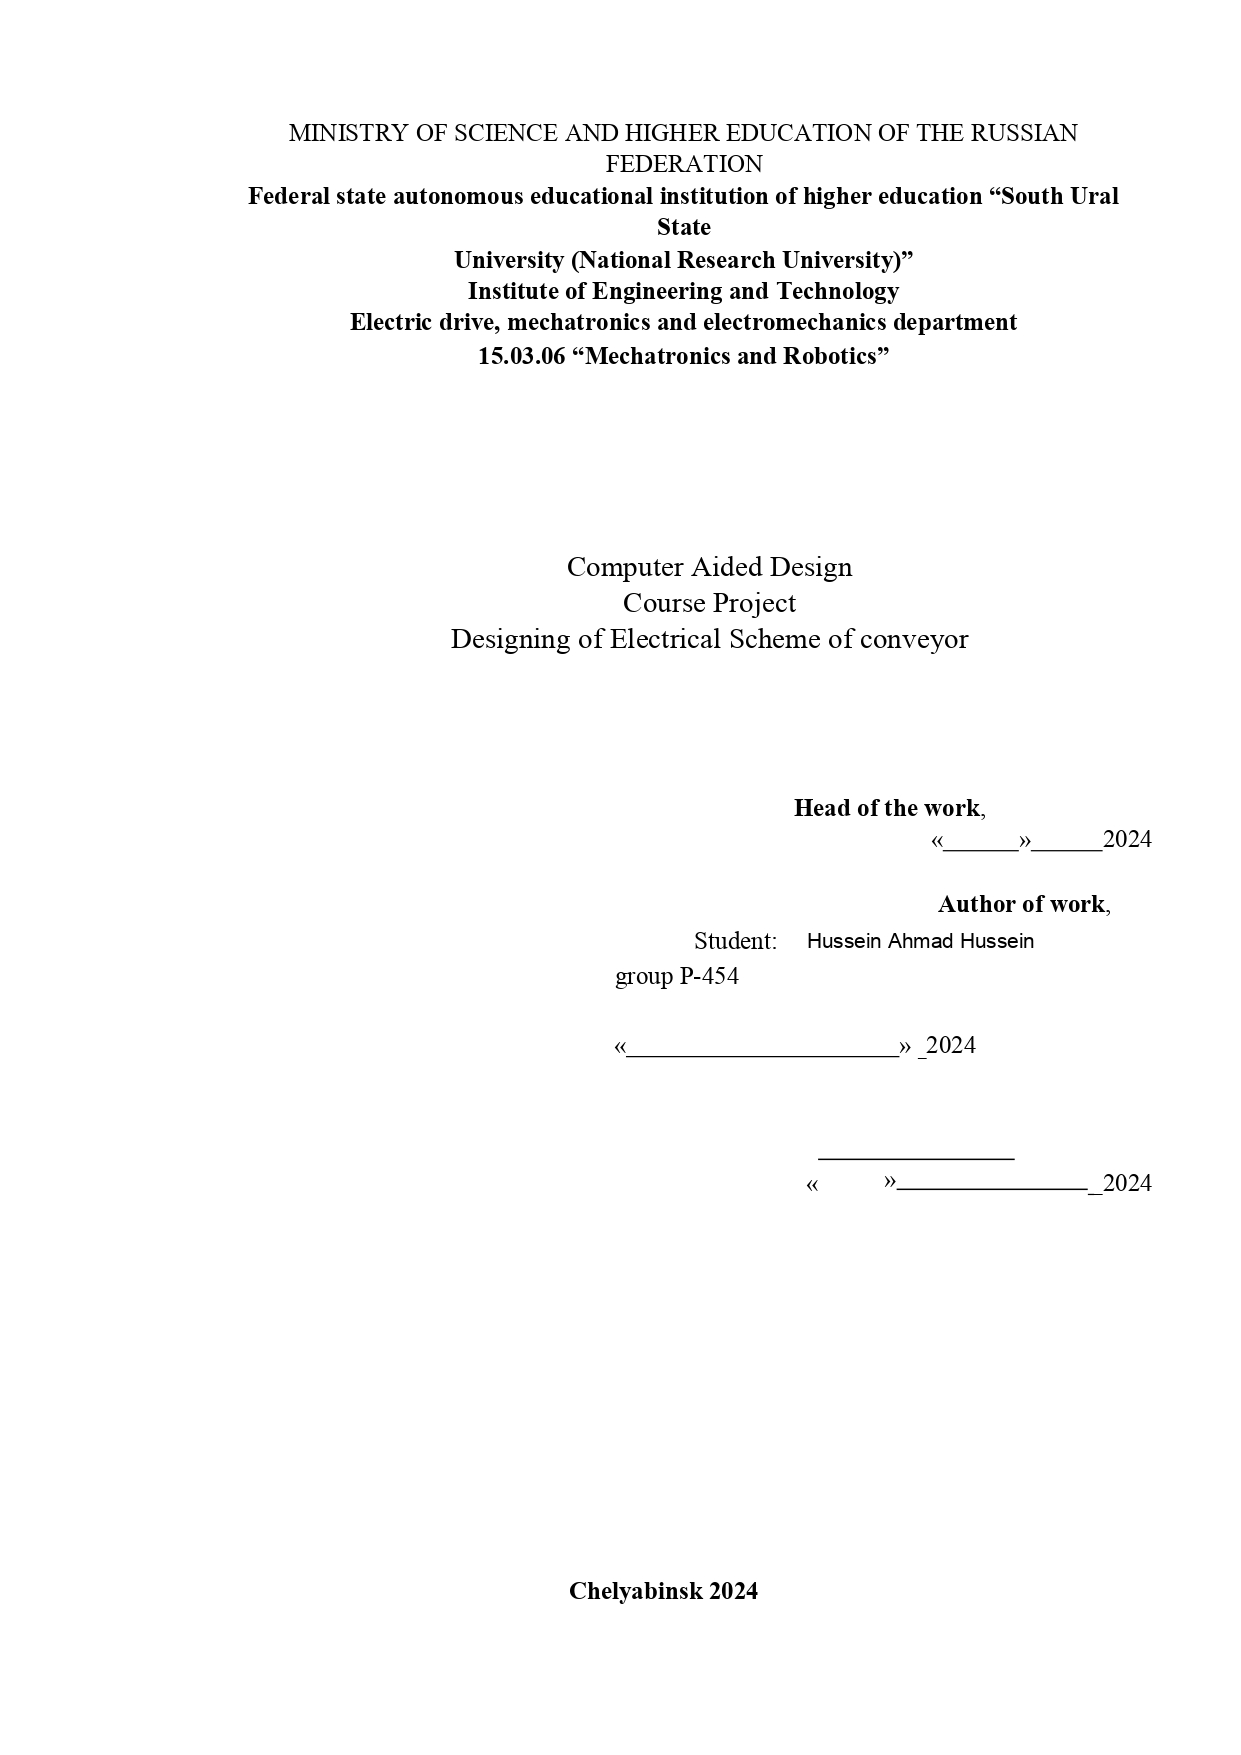 MINISTRY OF SCIENCE AND HIGHER EDUCATION OF THE RUSSIAN
FEDERATION
Federal state autonomous educational institution of higher education “South Ural
State
University (National Research University)”
Institute of Engineering and Technology
Electric drive, mechatronics and electromechanics department
15.03.06 “Mechatronics and Robotics”
Computer Aided Design
Course Project
Designing of Electrical Scheme of conveyor
Head of the work,
«______»______2024
Author of work,
Student: Hussein Ahmad Hussein
group P-454
«______________________» _2024
________________
« »________________2024
Chelyabinsk 2024